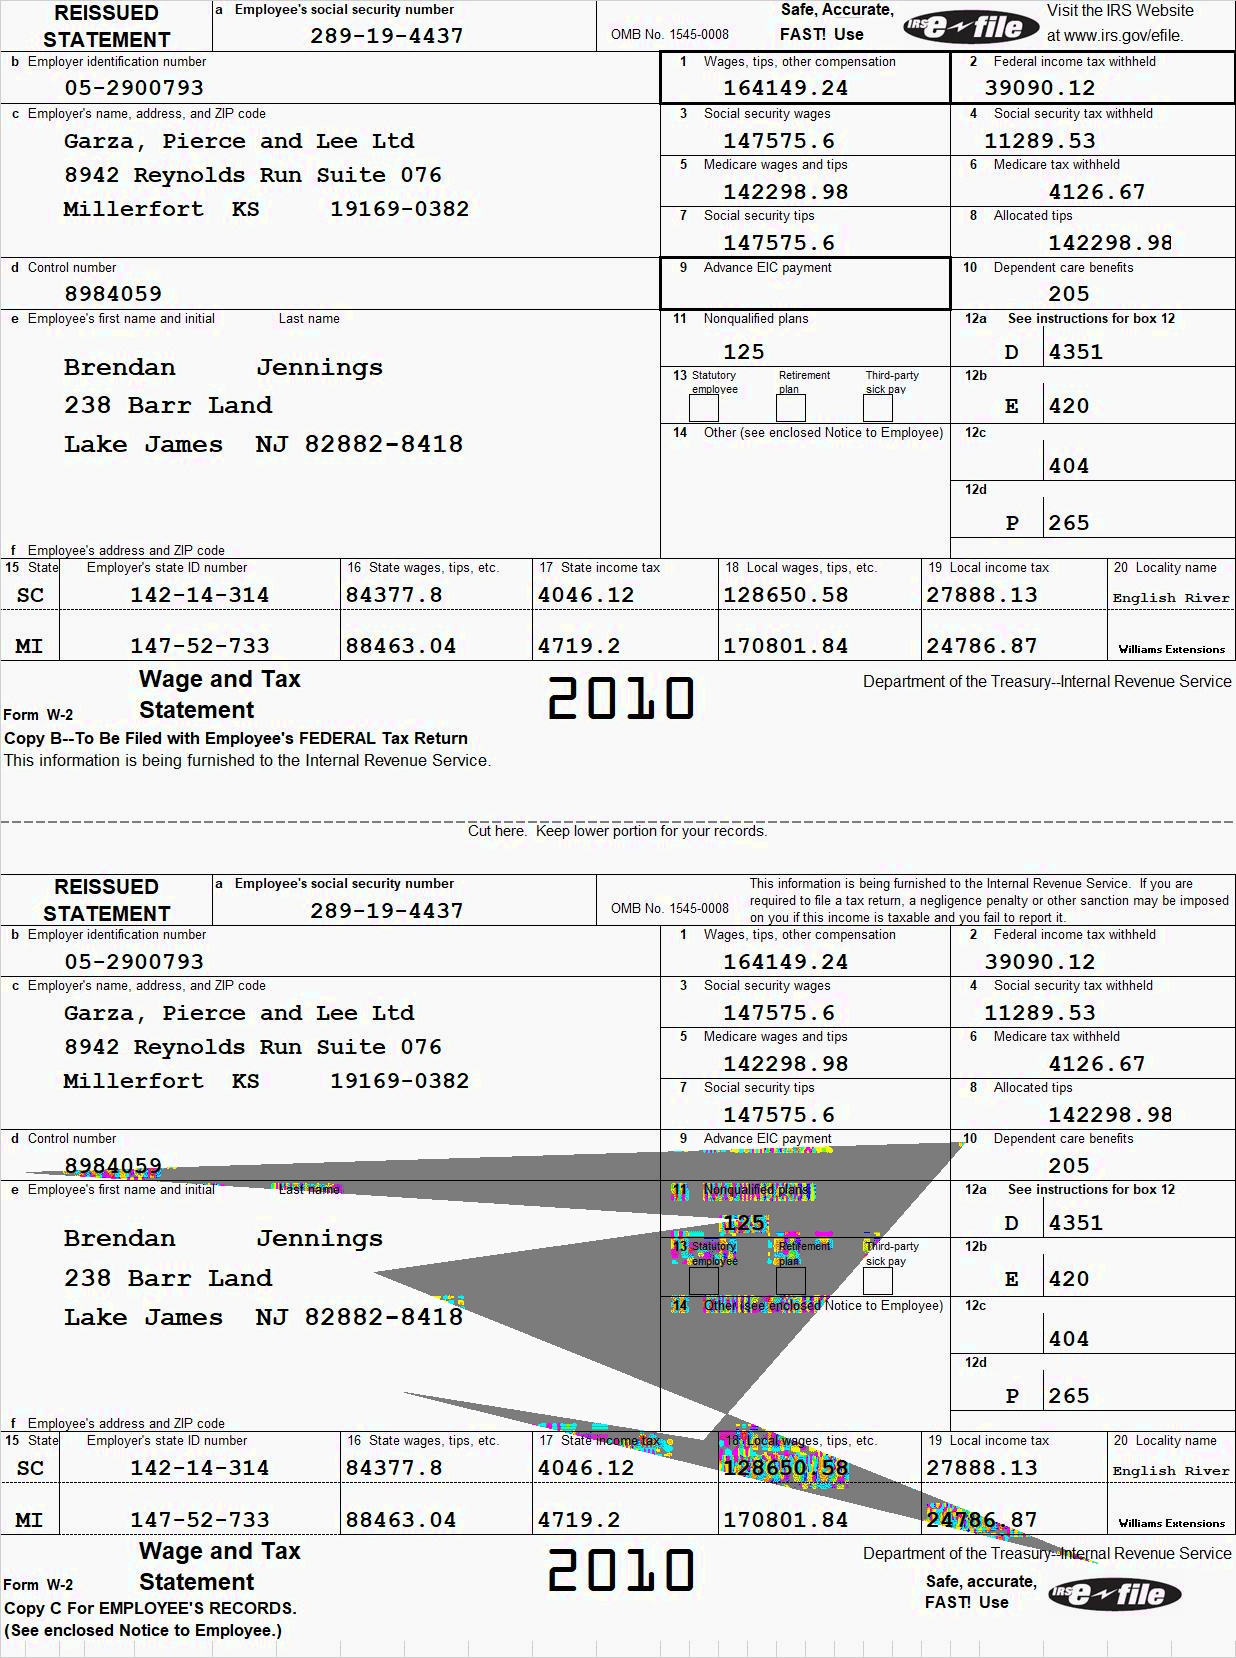 REISSUED STATEMENT
a Employee's social security number
289-19-4437
OMB No. 1545-0008
Safe, Accurate, FAST! Use
IRS e-file
Visit the IRS Website at www.irs.gov/efile.
b Employer identification number
05-2900793
1 Wages, tips, other compensation
164149.24
2 Federal income tax withheld
39090.12
c Employer's name, address, and ZIP code
Garza, Pierce and Lee Ltd
8942 Reynolds Run Suite 076
Millerfort KS 19169-0382
3 Social security wages
147575.6
4 Social security tax withheld
11289.53
5 Medicare wages and tips
142298.98
6 Medicare tax withheld
4126.67
7 Social security tips
147575.6
8 Allocated tips
142298.98
d Control number
8984059
9 Advance EIC payment
10 Dependent care benefits
205
e Employee's first name and initial Last name
Brendan Jennings
238 Barr Land
Lake James NJ 82882-8418
11 Nonqualified plans
125
12a See instructions for box 12
D 4351
13 Statutory employee Retirement plan Third-party sick pay
12b
E 420
14 Other (see enclosed Notice to Employee)
12c
404
12d
P 265
f Employee's address and ZIP code
15 State Employer's state ID number 16 State wages, tips, etc. 17 State income tax 18 Local wages, tips, etc. 19 Local income tax 20 Locality name
SC 142-14-314 84377.8 4046.12 128650.58 27888.13 English River
MI 147-52-733 88463.04 4719.2 170801.84 24786.87 Williams Extensions
Form W-2 Wage and Tax Statement
2010
Department of the Treasury--Internal Revenue Service
Copy B--To Be Filed with Employee's FEDERAL Tax Return
This information is being furnished to the Internal Revenue Service.
Cut here. Keep lower portion for your records.
REISSUED STATEMENT
a Employee's social security number
289-19-4437
OMB No. 1545-0008
This information is being furnished to the Internal Revenue Service. If you are
required to file a tax return, a negligence penalty or other sanction may be imposed
on you if this income is taxable and you fail to report it.
b Employer identification number
05-2900793
1 Wages, tips, other compensation
164149.24
2 Federal income tax withheld
39090.12
c Employer's name, address, and ZIP code
Garza, Pierce and Lee Ltd
8942 Reynolds Run Suite 076
Millerfort KS 19169-0382
3 Social security wages
147575.6
4 Social security tax withheld
11289.53
5 Medicare wages and tips
142298.98
6 Medicare tax withheld
4126.67
7 Social security tips
147575.6
8 Allocated tips
142298.98
d Control number
8984059
9 Advance EIC payment
10 Dependent care benefits
205
e Employee's first name and initial Last name
Brendan Jennings
238 Barr Land
Lake James NJ 82882-8418
11 Nonqualified plans
125
12a See instructions for box 12
D 4351
13 Statutory employee Retirement plan Third-party sick pay
12b
E 420
14 Other (see enclosed Notice to Employee)
12c
404
12d
P 265
f Employee's address and ZIP code
15 State Employer's state ID number 16 State wages, tips, etc. 17 State income tax 18 Local wages, tips, etc. 19 Local income tax 20 Locality name
SC 142-14-314 84377.8 4046.12 128650.58 27888.13 English River
MI 147-52-733 88463.04 4719.2 170801.84 24786.87 Williams Extensions
Form W-2 Wage and Tax Statement
2010
Department of the Treasury--Internal Revenue Service
Safe, accurate, FAST! Use
IRS e-file
Copy C For EMPLOYEE'S RECORDS.
(See enclosed Notice to Employee.)